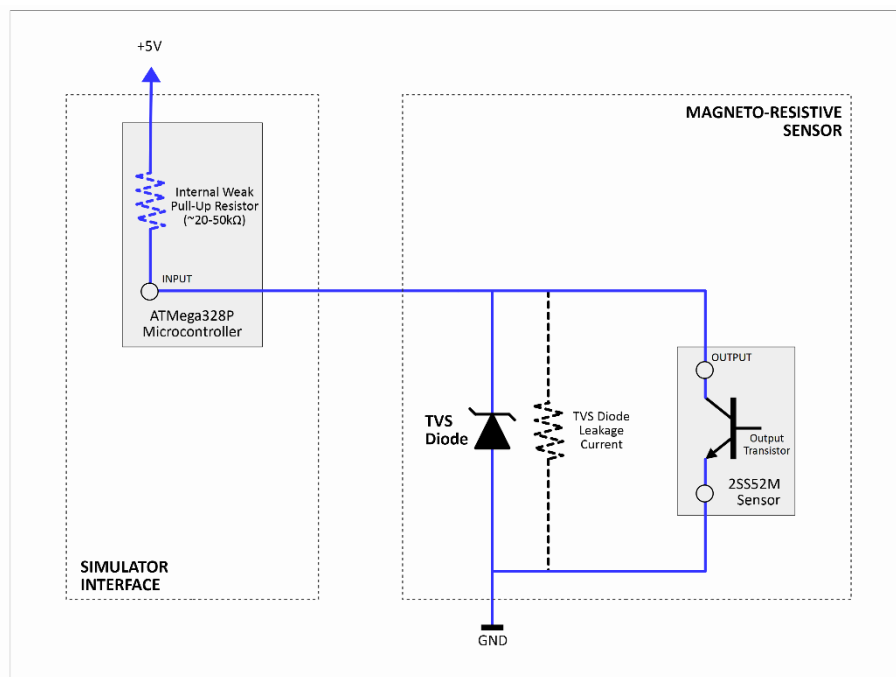 +5V
MAGNETO-RESISTIVE
SENSOR
Internal Weak
Pull-Up Resistor
(~20-50kΩ)
INPUT
ATMega328P
Microcontroller
OUTPUT
TVS
Diode
TVS Diode
Leakage
Current
Output
Transistor
2SS52M
Sensor
SIMULATOR
INTERFACE
GND